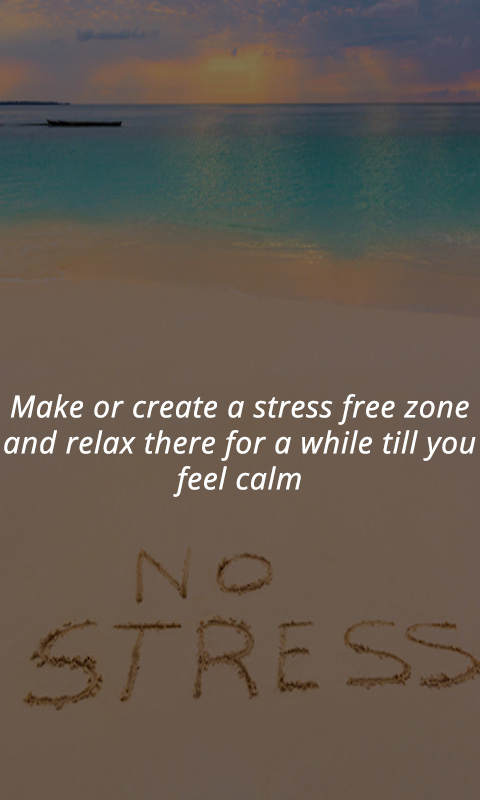 Make or create a stress free zone
and relax there for a while till you
feel calm
NO
STRESS